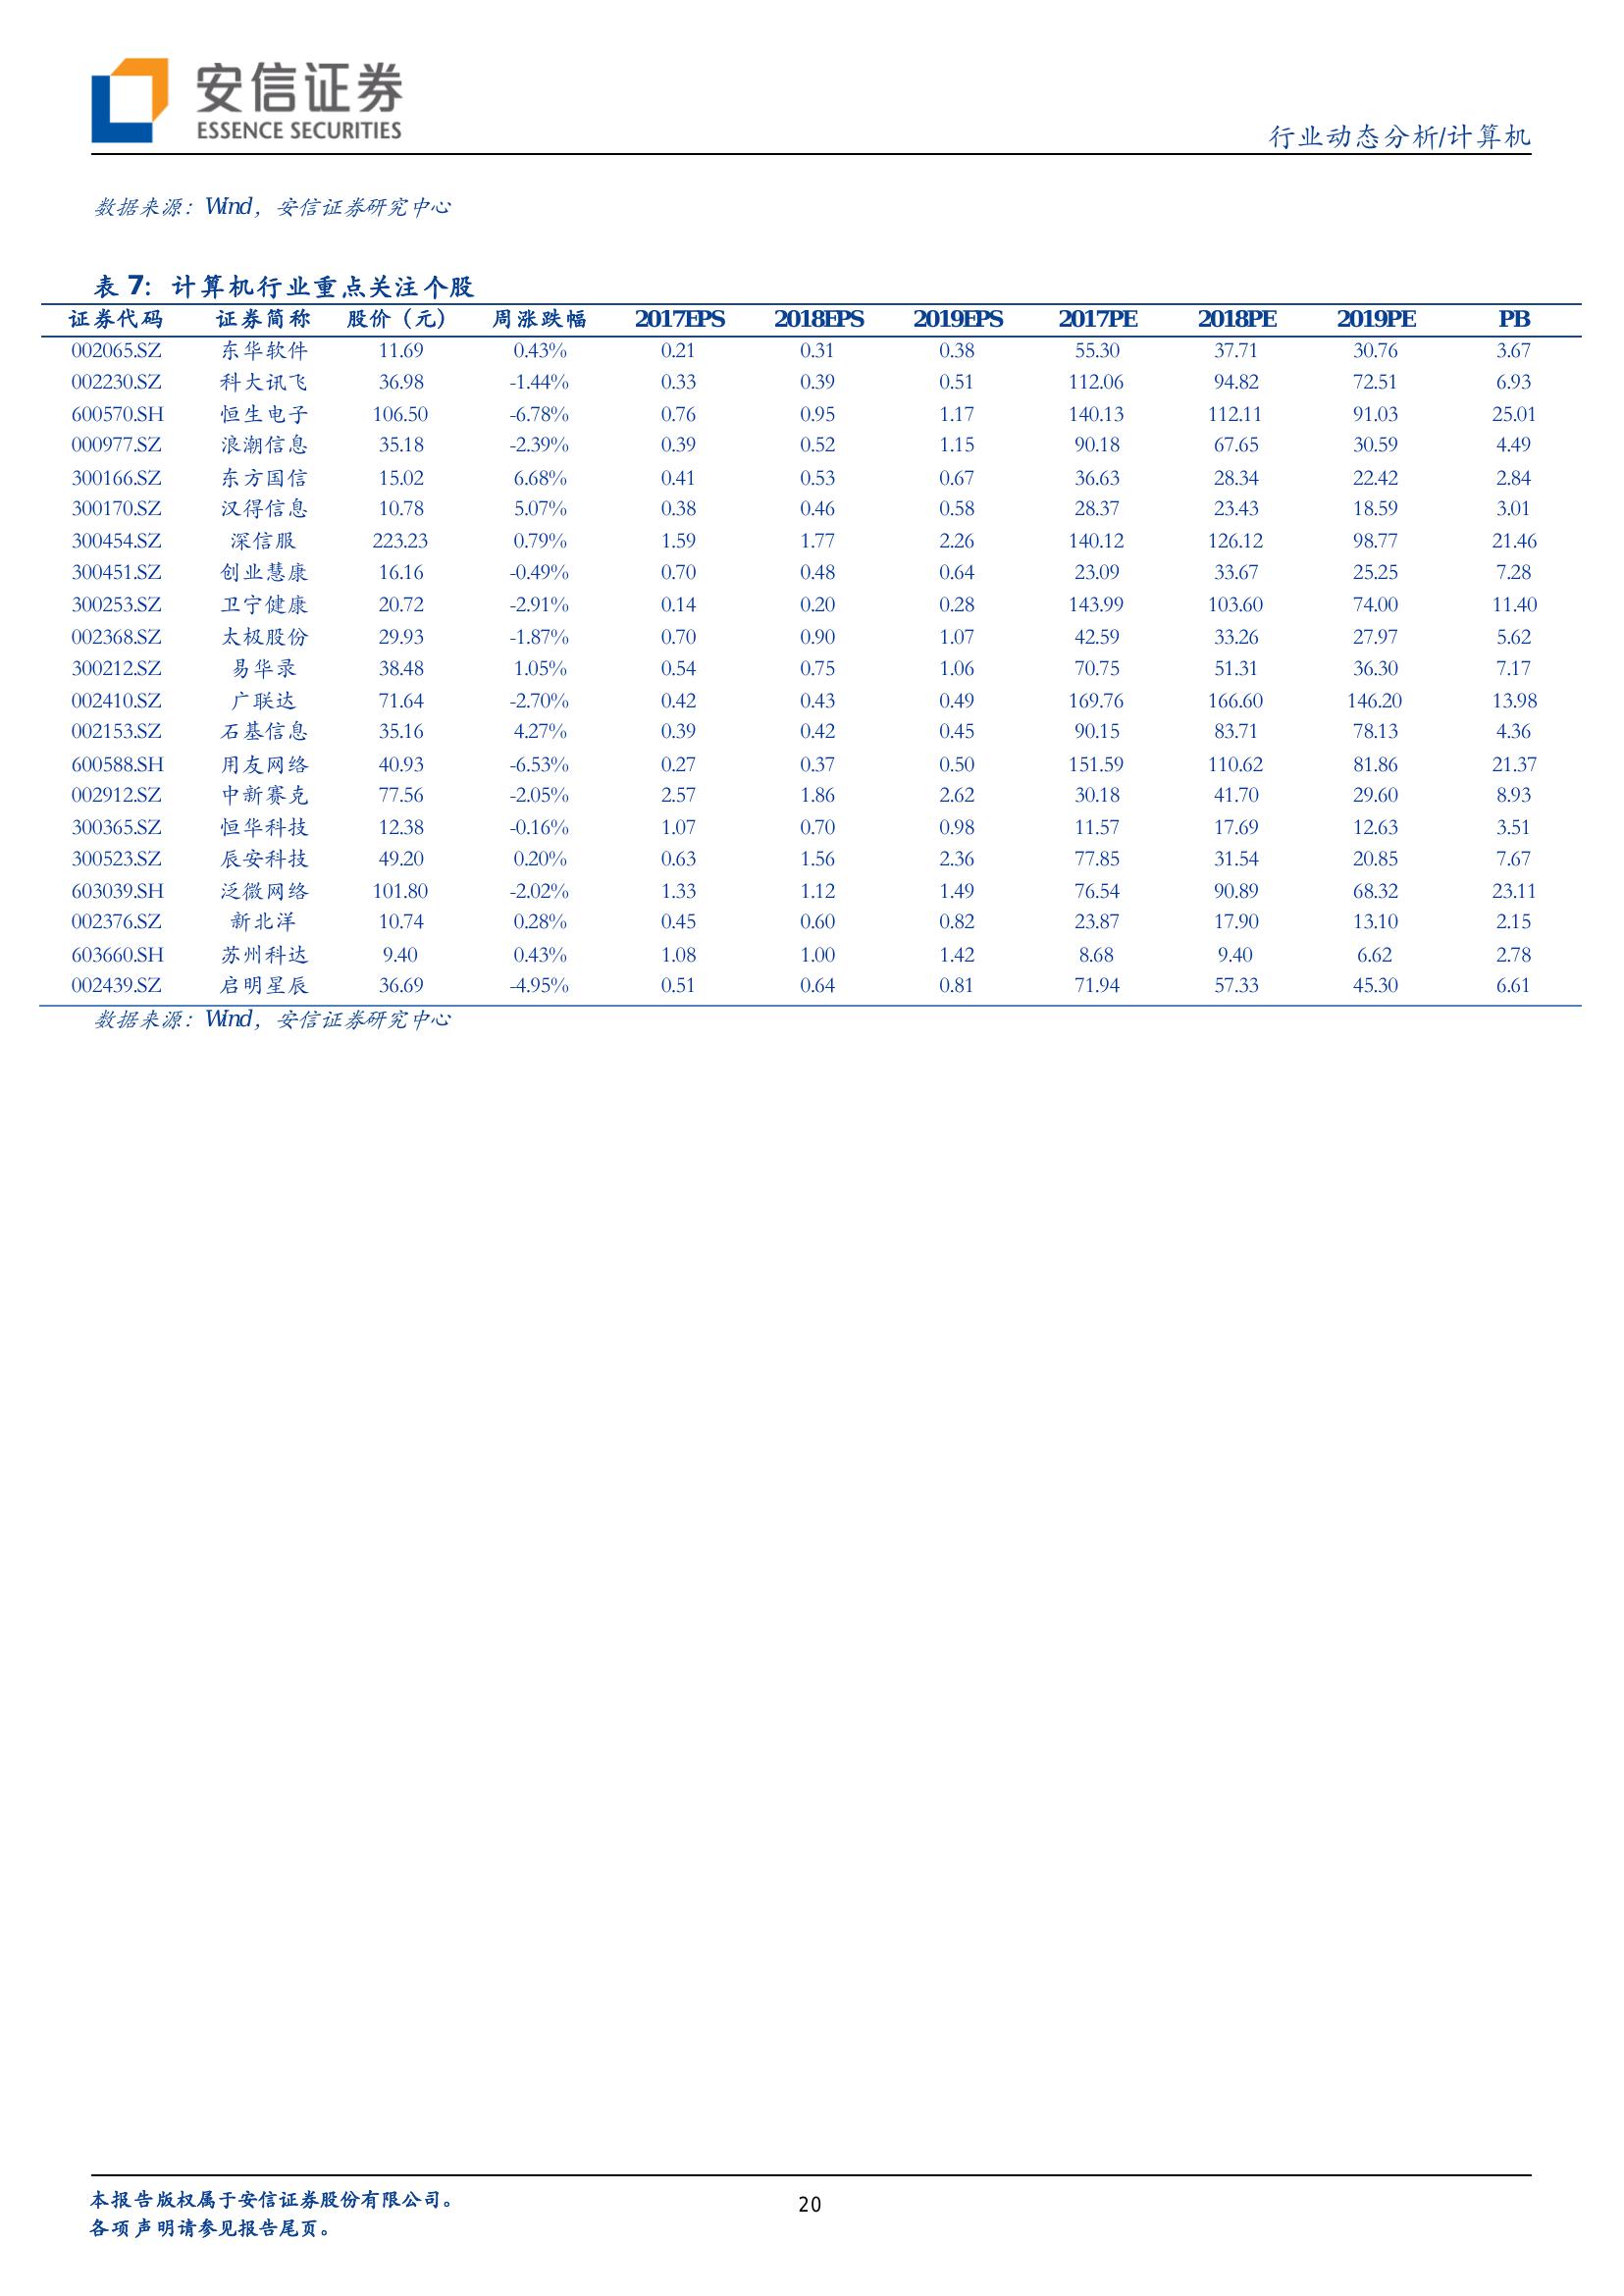 安信证券
ESSENCE SECURITIES
行业动态分析/计算机
数据来源：Wind，安信证券研究中心
表 7：计算机行业重点关注个股
证券代码 证券简称 股价（元） 周涨跌幅 2017EPS 2018EPS 2019EPS 2017PE 2018PE 2019PE PB
002065.SZ 东华软件 11.69 0.43% 0.21 0.31 0.38 55.30 37.71 30.76 3.67
002230.SZ 科大讯飞 36.98 -1.44% 0.33 0.39 0.51 112.06 94.82 72.51 6.93
600570.SH 恒生电子 106.50 -6.78% 0.76 0.95 1.17 140.13 112.11 91.03 25.01
000977.SZ 浪潮信息 35.18 -2.39% 0.39 0.52 1.15 90.18 67.65 30.59 4.49
300166.SZ 东方国信 15.02 6.68% 0.41 0.53 0.67 36.63 28.34 22.42 2.84
300170.SZ 汉得信息 10.78 5.07% 0.38 0.46 0.58 28.37 23.43 18.59 3.01
300454.SZ 深信服 223.23 0.79% 1.59 1.77 2.26 140.12 126.12 98.77 21.46
300451.SZ 创业慧康 16.16 -0.49% 0.70 0.48 0.64 23.09 33.67 25.25 7.28
300253.SZ 卫宁健康 20.72 -2.91% 0.14 0.20 0.28 143.99 103.60 74.00 11.40
002368.SZ 太极股份 29.93 -1.87% 0.70 0.90 1.07 42.59 33.26 27.97 5.62
300212.SZ 易华录 38.48 1.05% 0.54 0.75 1.06 70.75 51.31 36.30 7.17
002410.SZ 广联达 71.64 -2.70% 0.42 0.43 0.49 169.76 166.60 146.20 13.98
002153.SZ 石基信息 35.16 4.27% 0.39 0.42 0.45 90.15 83.71 78.13 4.36
600588.SH 用友网络 40.93 -6.53% 0.27 0.37 0.50 151.59 110.62 81.86 21.37
002912.SZ 中新赛克 77.56 -2.05% 2.57 1.86 2.62 30.18 41.70 29.60 8.93
300365.SZ 恒华科技 12.38 -0.16% 1.07 0.70 0.98 11.57 17.69 12.63 3.51
300523.SZ 辰安科技 49.20 0.20% 0.63 1.56 2.36 77.85 31.54 20.85 7.67
603039.SH 泛微网络 101.80 -2.02% 1.33 1.12 1.49 76.54 90.89 68.32 23.11
002376.SZ 新北洋 10.74 0.28% 0.45 0.60 0.82 23.87 17.90 13.10 2.15
603660.SH 苏州科达 9.40 0.43% 1.08 1.00 1.42 8.68 9.40 6.62 2.78
002439.SZ 启明星辰 36.69 -4.95% 0.51 0.64 0.81 71.94 57.33 45.30 6.61
数据来源：Wind，安信证券研究中心
本报告版权属于安信证券股份有限公司。
各项声明请参见报告尾页。
20